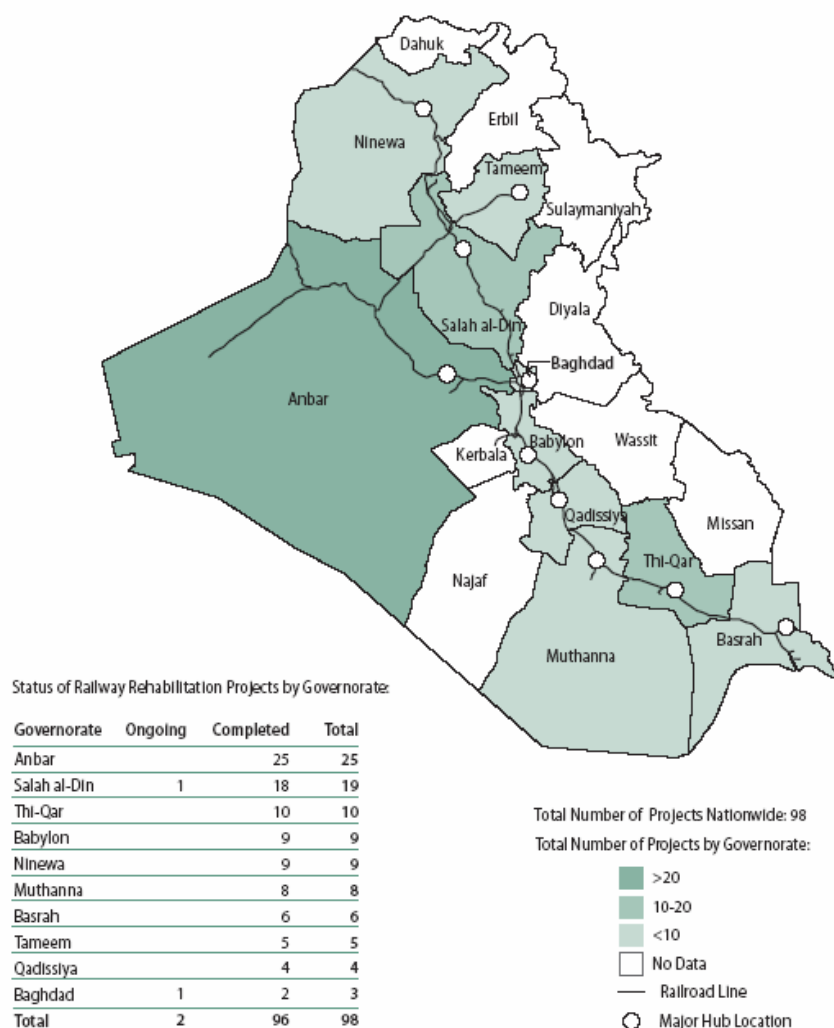 Dahuk
Erbil
Ninewa
Tameem
Sulaymaniyah
Diyala
Salah al-Din
Baghdad
Anbar
Wassit
Babylon
Kerbala
Qadissiya
Missan
Thi-Qar
Najaf
Basrah
Muthanna
Status of Railway Rehabilitation Projects by Governorate:
Governorate Ongoing Completed Total
Anbar 25 25
Salah al-Din 1 18 19
Thi-Qar 10 10
Babylon 9 9
Ninewa 9 9
Muthanna 8 8
Basrah 6 6
Tameem 5 5
Qadissiya 4 4
Baghdad 1 2 3
Total 2 96 98
Total Number of Projects Nationwide: 98
Total Number of Projects by Governorate:
>20
10-20
<10
No Data
Railroad Line
Major Hub Location